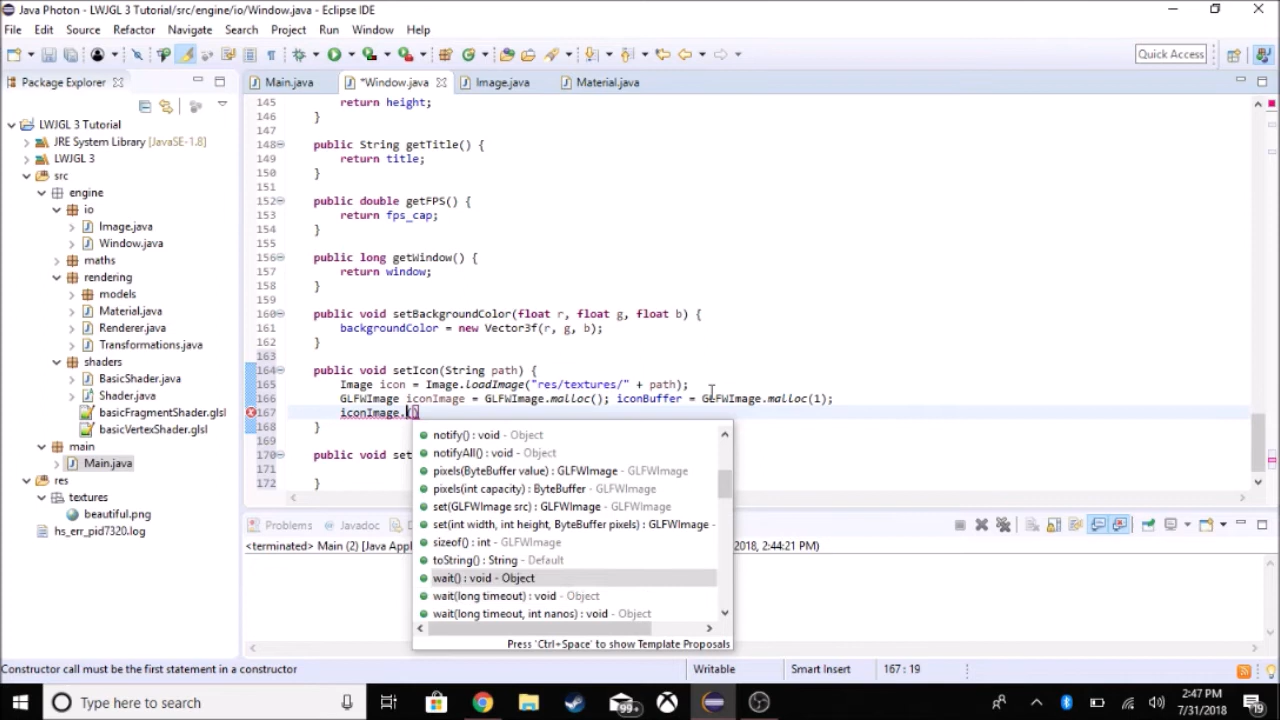 Java Photon - LWJGL 3 Tutorial/src/engine/io/Window.java - Eclipse IDE
File Edit Source Refactor Navigate Search Project Run Window Help
Quick Access
Package Explorer
Main.java *Window.java Image.java Material.java
LWJGL 3 Tutorial
JRE System Library [JavaSE-1.8]
LWJGL 3
src
engine
io
Image.java
Window.java
maths
rendering
models
Material.java
Renderer.java
Transformations.java
shaders
BasicShader.java
Shader.java
basicFragmentShader.glsl
basicVertexShader.glsl
main
Main.java
res
textures
beautiful.png
hs_err_pid7320.log
145 return height;
146 }
147
148 public String getTitle() {
149 return title;
150 }
151
152 public double getFPS() {
153 return fps_cap;
154 }
155
156 public long getWindow() {
157 return window;
158 }
159
160 public void setBackgroundColor(float r, float g, float b) {
161 backgroundColor = new Vector3f(r, g, b);
162 }
163
164 public void setIcon(String path) {
165 Image icon = Image.loadImage("res/textures/" + path);
166 GLFWImage iconImage = GLFWImage.malloc(); iconBuffer = GLFWImage.malloc(1);
167 iconImage.()
168 }
169
170 public void set
171
172 }
notify() : void - Object
notifyAll() : void - Object
pixels(ByteBuffer value) : GLFWImage - GLFWImage
pixels(int capacity) : ByteBuffer - GLFWImage
set(GLFWImage src) : GLFWImage - GLFWImage
set(int width, int height, ByteBuffer pixels) : GLFWImage -
sizeof() : int - GLFWImage
toString() : String - Default
wait() : void - Object
wait(long timeout) : void - Object
wait(long timeout, int nanos) : void - Object
Press 'Ctrl+Space' to show Template Proposals
Problems Javadoc
<terminated> Main (2) [Java Appl 2018, 2:44:21 PM)
Constructor call must be the first statement in a constructor
Writable Smart Insert 167 : 19
Type here to search
99+
2:47 PM
7/31/2018
19